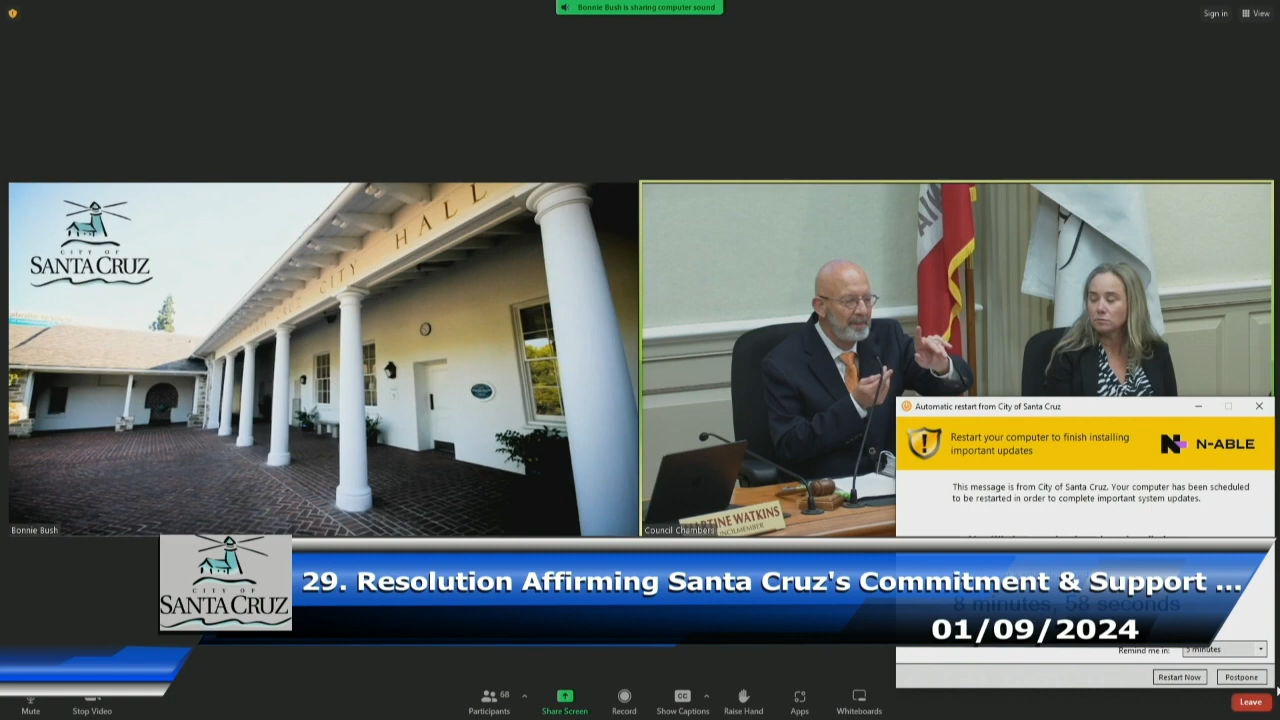 Bonnie Bush is sharing computer sound
Sign in
View
CITY OF
SANTA CRUZ
CITY HALL
Bonnie Bush
MARTINE WATKINS
COUNCILMEMBER
Council Chambers
Automatic restart from City of Santa Cruz
Restart your computer to finish installing
important updates
N-ABLE
This message is from City of Santa Cruz. Your computer has been scheduled
to be restarted in order to complete important system updates.
CITY OF
SANTA CRUZ
29. Resolution Affirming Santa Cruz's Commitment & Support ...
8 minutes, 58 seconds
01/09/2024
Remind me in:
5 minutes
Restart Now
Postpone
Mute
Stop Video
Participants
68
Share Screen
Record
CC
Show Captions
Raise Hand
Apps
Whiteboards
Leave